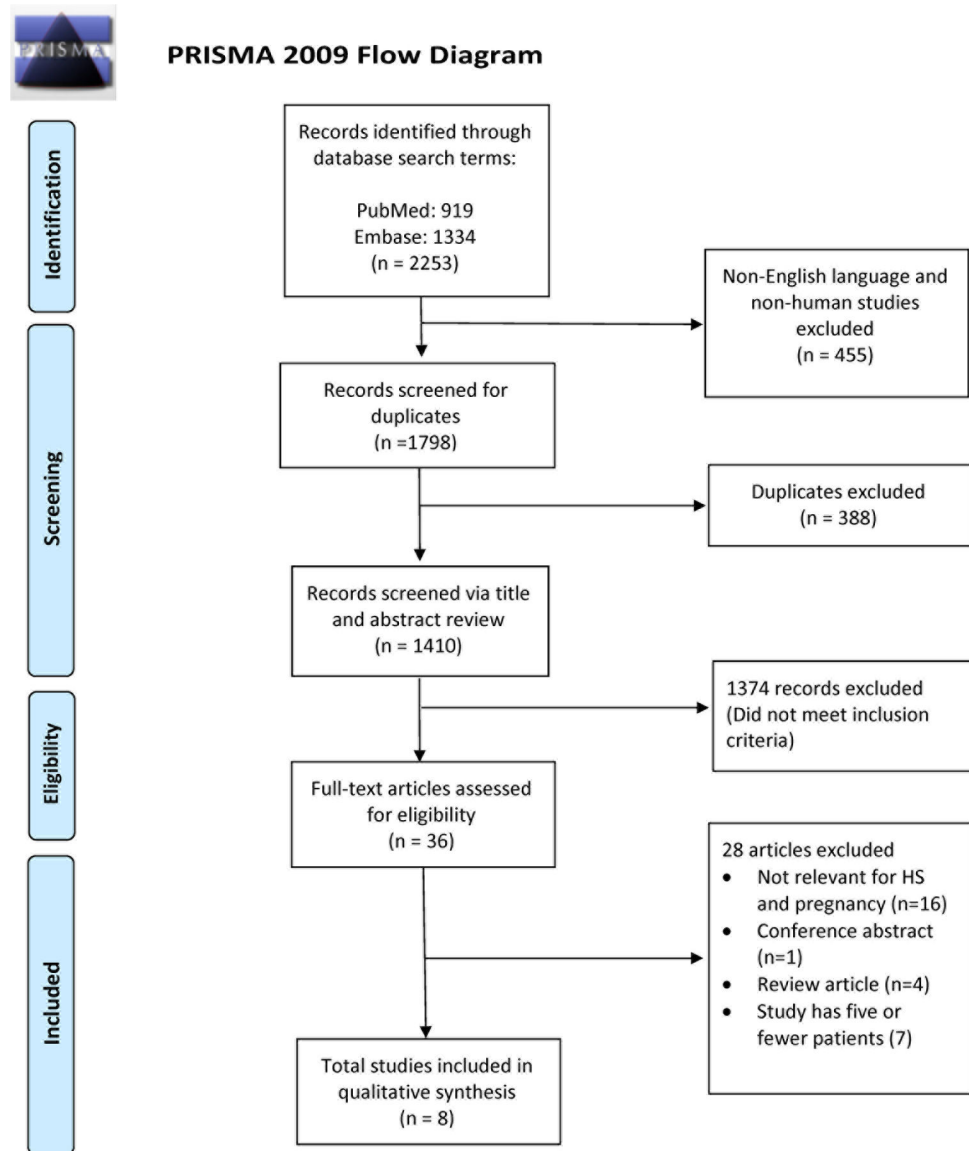 PRISMA
PRISMA 2009 Flow Diagram
Identification
Records identified through
database search terms:
PubMed: 919
Embase: 1334
(n = 2253)
Non-English language and
non-human studies
excluded
(n = 455)
Screening
Records screened for
duplicates
(n =1798)
Duplicates excluded
(n = 388)
Records screened via title
and abstract review
(n = 1410)
Eligibility
1374 records excluded
(Did not meet inclusion
criteria)
Full-text articles assessed
for eligibility
(n = 36)
Included
28 articles excluded
• Not relevant for HS
and pregnancy (n=16)
• Conference abstract
(n=1)
• Review article (n=4)
• Study has five or
fewer patients (7)
Total studies included in
qualitative synthesis
(n = 8)